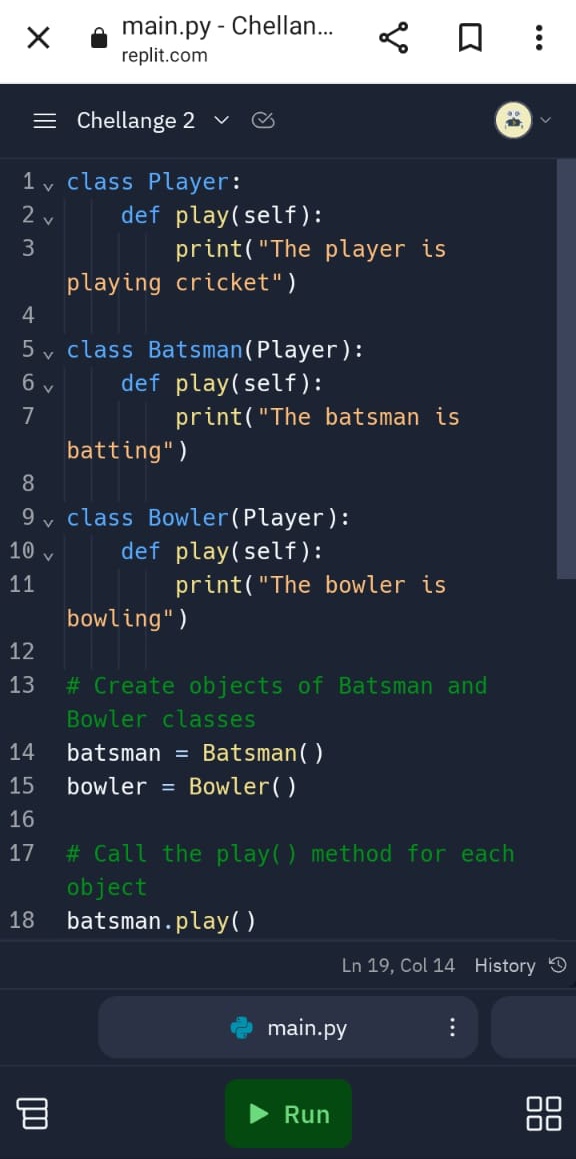 main.py - Chellan...
replit.com
Chellange 2
1 class Player:
2     def play(self):
3         print("The player is
playing cricket")
4
5 class Batsman(Player):
6     def play(self):
7         print("The batsman is
batting")
8
9 class Bowler(Player):
10     def play(self):
11         print("The bowler is
bowling")
12
13 # Create objects of Batsman and
Bowler classes
14 batsman = Batsman()
15 bowler = Bowler()
16
17 # Call the play() method for each
object
18 batsman.play()
Ln 19, Col 14 History
main.py
Run